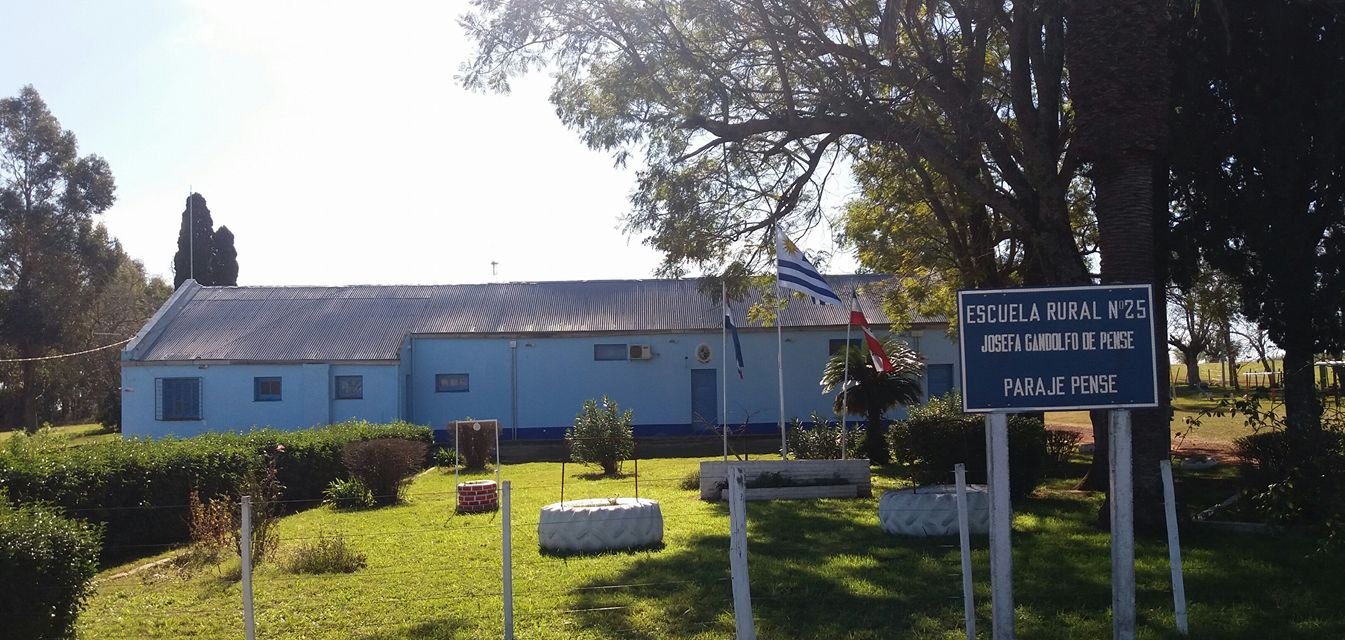 ESCUELA RURAL Nº25
JOSEFA GANDOLFO DE PENSE
PARAJE PENSE